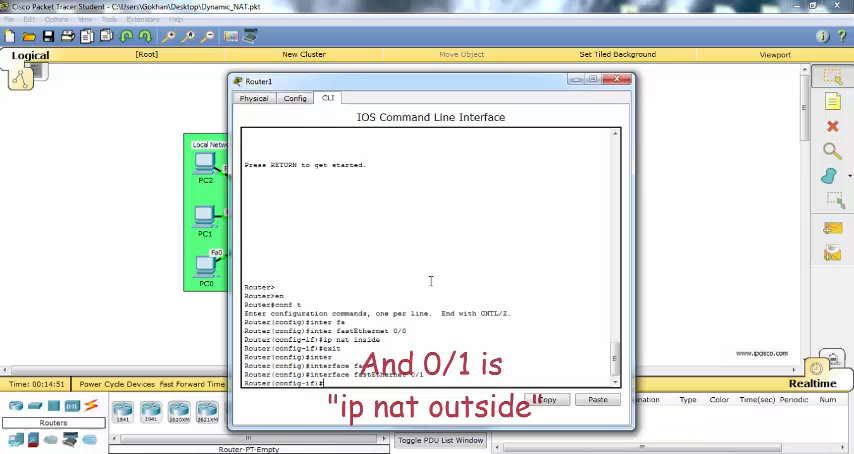 Cisco Packet Tracer Student - C:\Users\Gokhan\Desktop\Dynamic_NAT.pkt
File Edit Options View Tools Extensions Help
Logical
[Root]
New Cluster
Move Object
Set Tiled Background
Viewport
Router1
Physical Config CLI
IOS Command Line Interface
Local Netw
PC2
PC1
Fa0
PC0
Press RETURN to get started.
Router>
Router>en
Router#conf t
Enter configuration commands, one per line. End with CNTL/Z.
Router(config)#inter fa
Router(config)#inter fastEthernet 0/0
Router(config-if)#ip nat inside
Router(config-if)#exit
Router(config)#inter
Router(config)#interface fa
Router(config)#interface fastEthernet 0/1
Router(config-if)#
And 0/1 is
"ip nat outside"
Copy Paste
www.ipcisco.com
Time: 00:14:51 Power Cycle Devices Fast Forward Time
Realtime
Routers
1841 1941 2620XM 2621XM
Router-PT-Empty
Toggle PDU List Window
Color Time(sec) Periodic